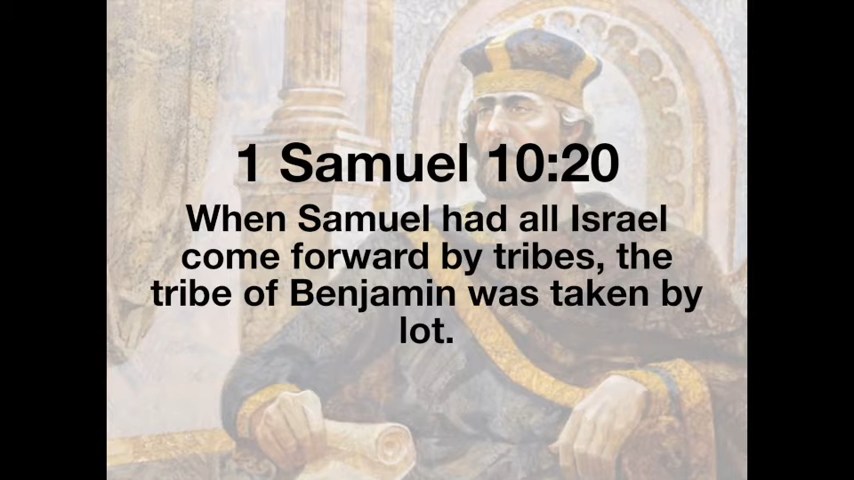 1 Samuel 10:20
When Samuel had all Israel
come forward by tribes, the
tribe of Benjamin was taken by
lot.